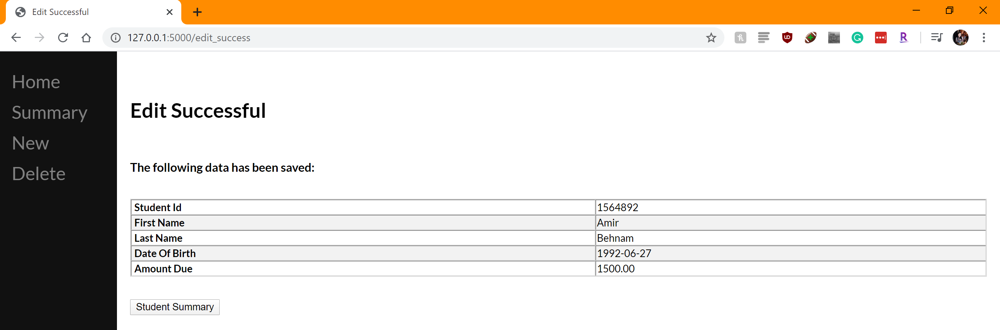 Edit Successful
127.0.0.1:5000/edit_success
Home
Summary
New
Delete
Edit Successful
The following data has been saved:
Student Id 1564892
First Name Amir
Last Name Behnam
Date Of Birth 1992-06-27
Amount Due 1500.00
Student Summary